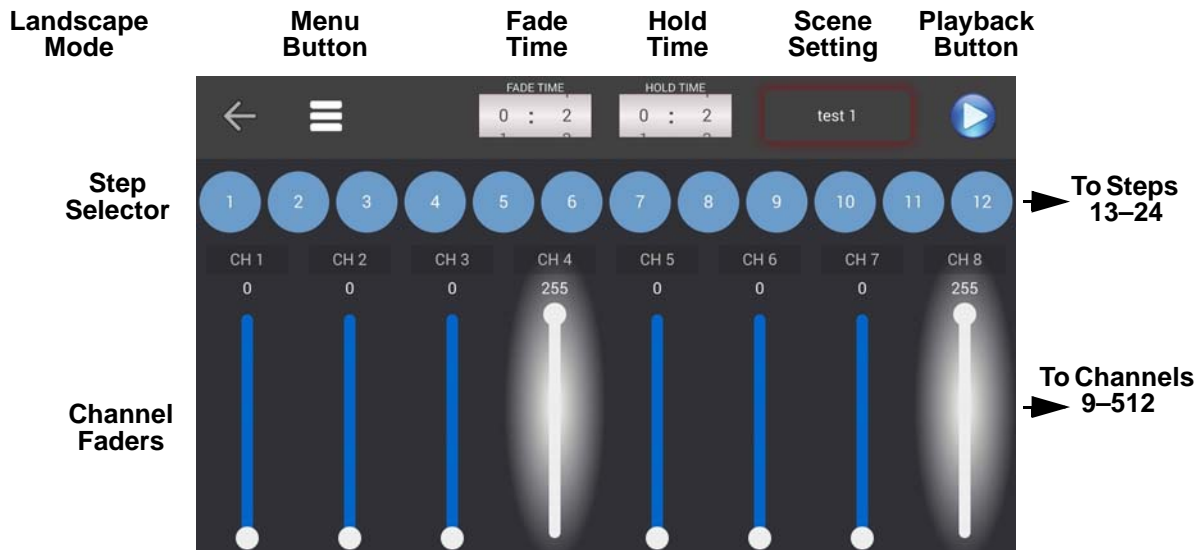 Landscape Mode
Menu Button
Fade Time
Hold Time
Scene Setting
Playback Button
FADE TIME
HOLD TIME
0 : 2
0 : 2
test 1
Step Selector
1 2 3 4 5 6 7 8 9 10 11 12
To Steps 13–24
CH 1 CH 2 CH 3 CH 4 CH 5 CH 6 CH 7 CH 8
0 0 0 255 0 0 0 255
To Channels 9–512
Channel Faders